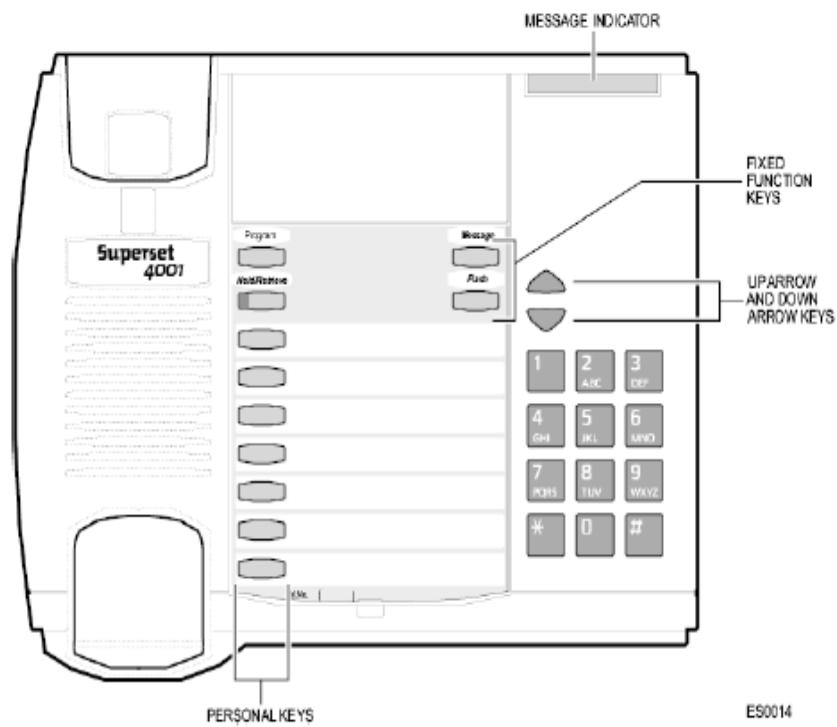 MESSAGE INDICATOR
FIXED
FUNCTION
KEYS
Program
Message
Superset
4001
Hold/Retrieve
Flash
UP ARROW
AND DOWN
ARROW KEYS
1
2
ABC
3
DEF
4
GHI
5
JKL
6
MNO
7
PQRS
8
TUV
9
WXYZ
*
0
#
PERSONAL KEYS
ES0014